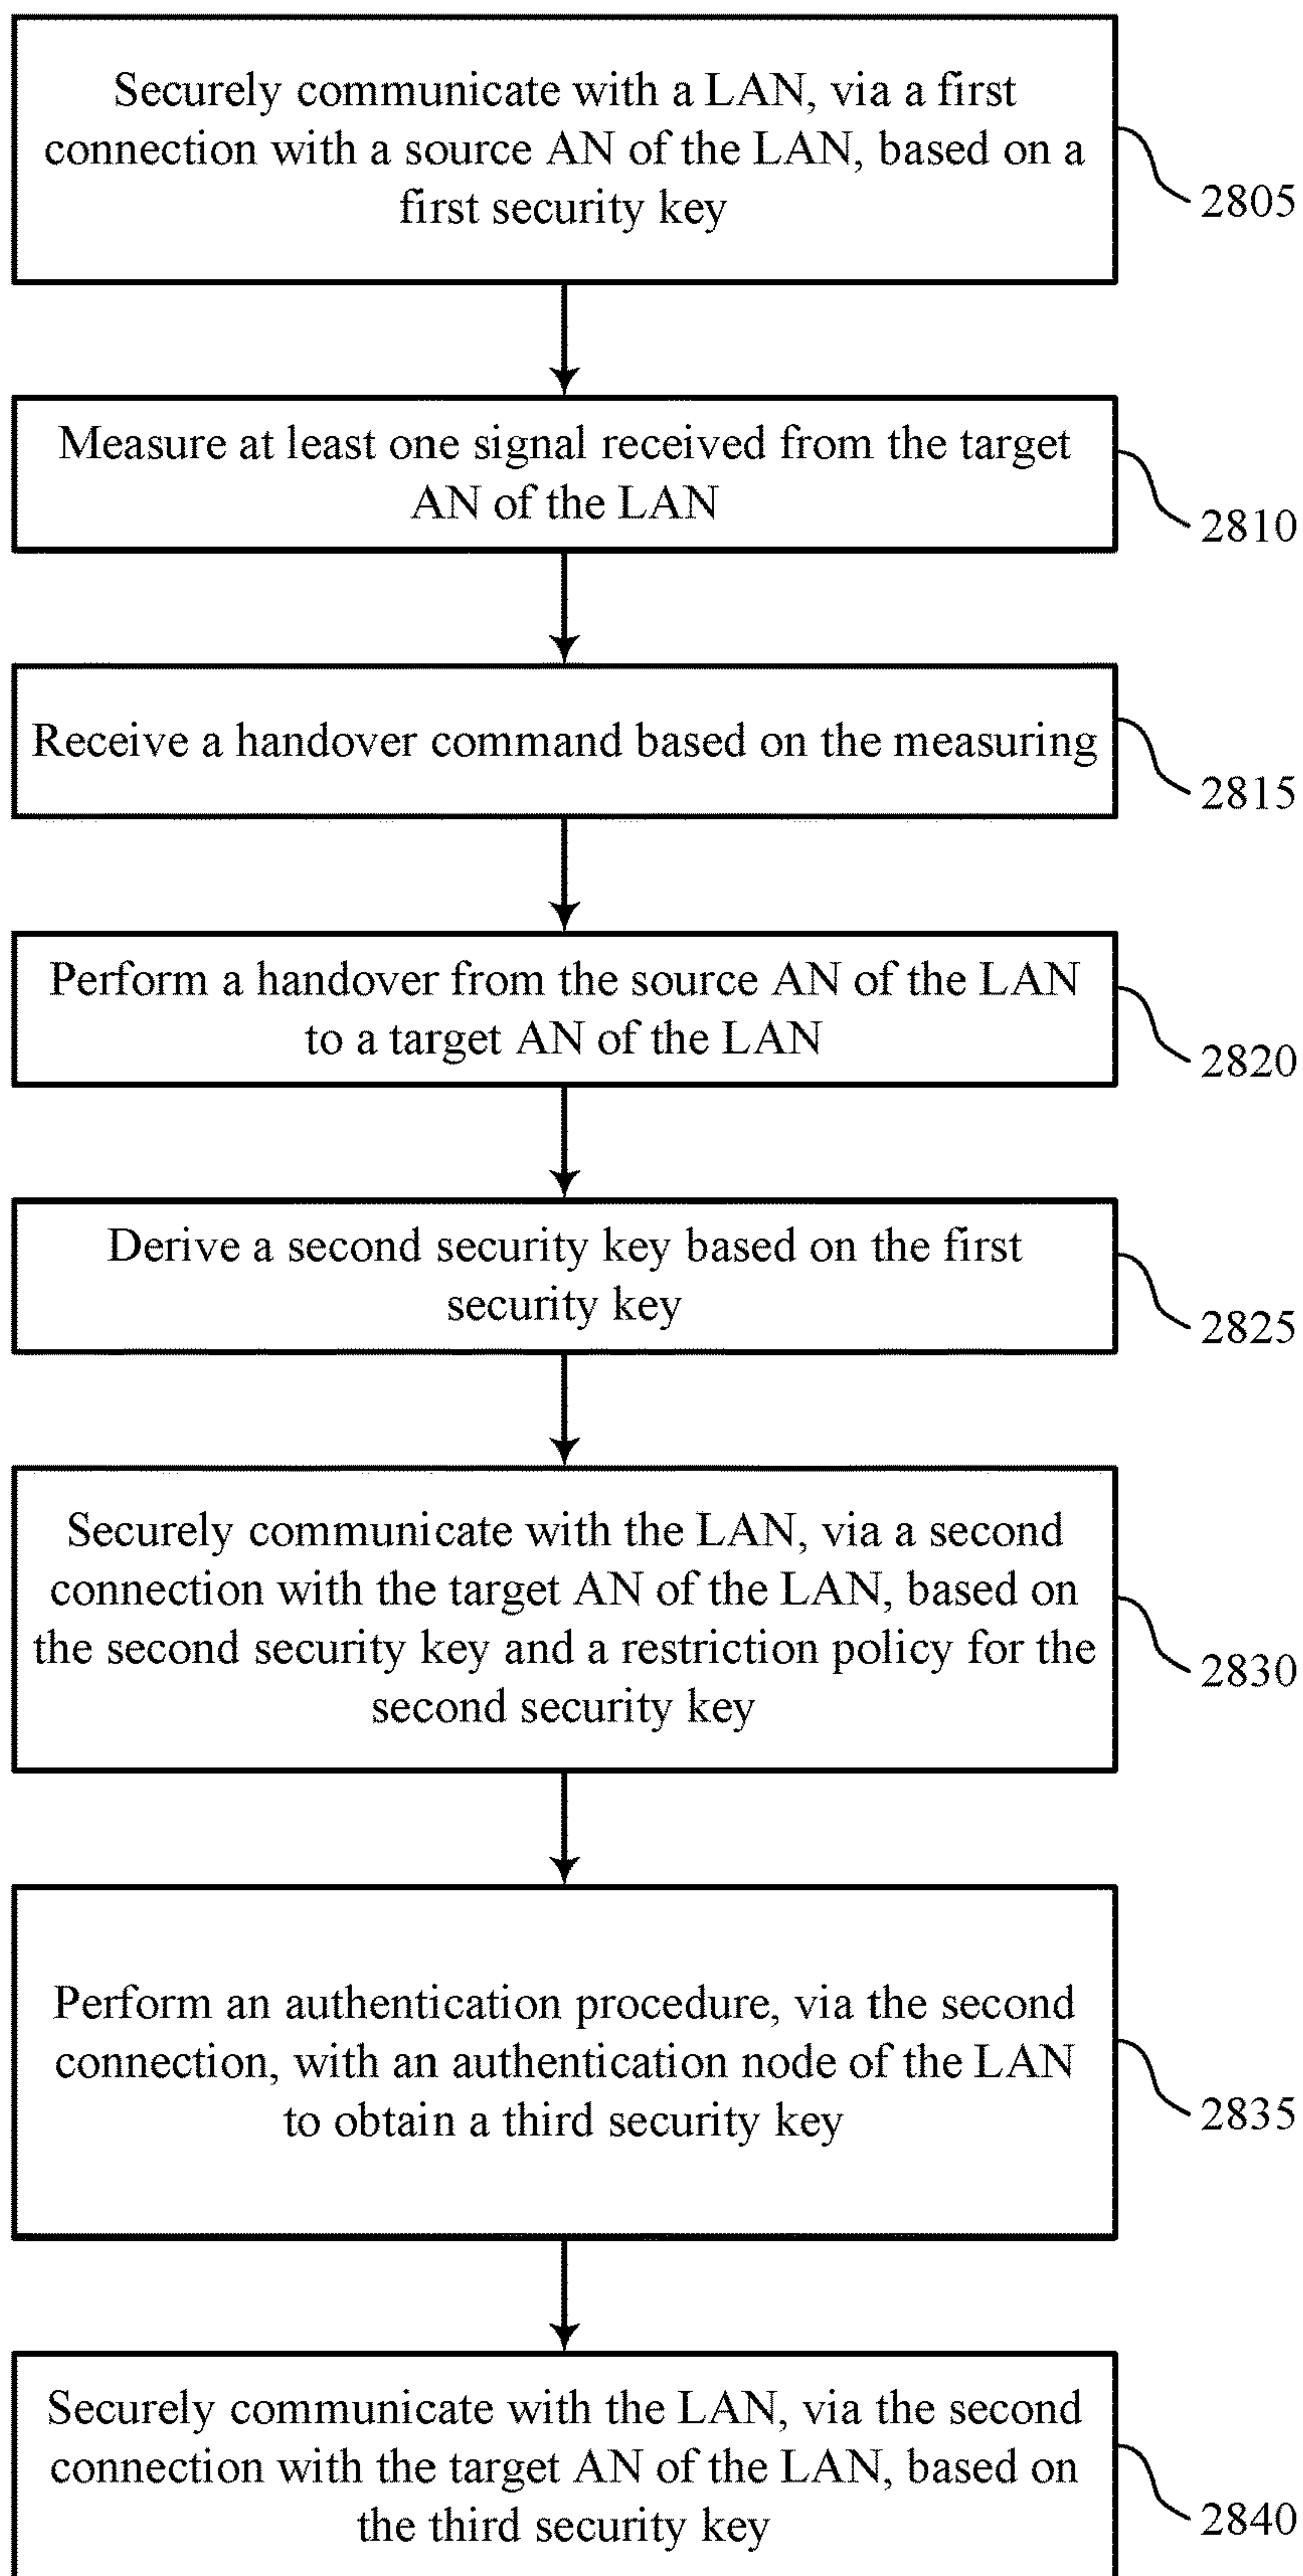 Securely communicate with a LAN, via a first
connection with a source AN of the LAN, based on a
first security key
2805
Measure at least one signal received from the target
AN of the LAN
2810
Receive a handover command based on the measuring
2815
Perform a handover from the source AN of the LAN
to a target AN of the LAN
2820
Derive a second security key based on the first
security key
2825
Securely communicate with the LAN, via a second
connection with the target AN of the LAN, based on
the second security key and a restriction policy for the
second security key
2830
Perform an authentication procedure, via the second
connection, with an authentication node of the LAN
to obtain a third security key
2835
Securely communicate with the LAN, via the second
connection with the target AN of the LAN, based on
the third security key
2840